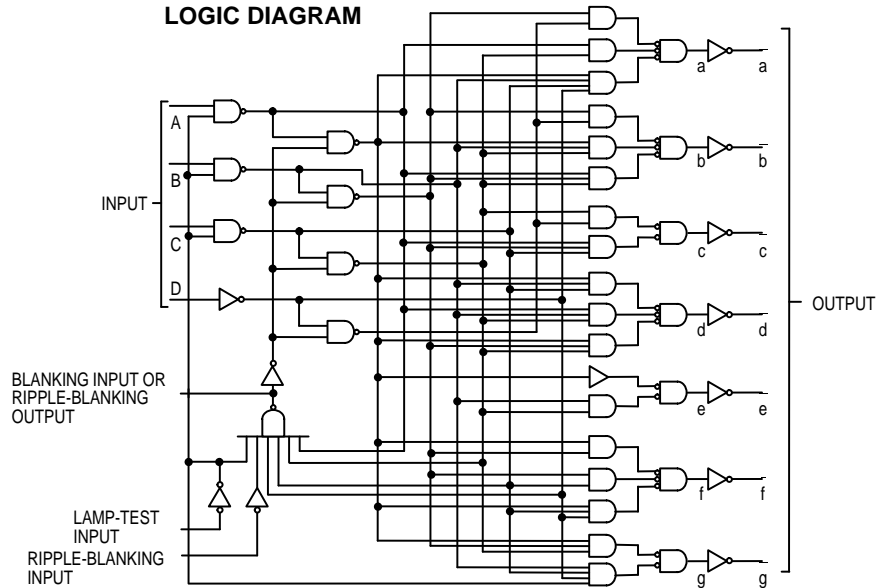 LOGIC DIAGRAM
a a̅
A
b b̅
B
INPUT
C
c c̅
D
OUTPUT
d d̅
BLANKING INPUT OR
RIPPLE-BLANKING
OUTPUT
e e̅
f f̅
LAMP-TEST
INPUT
RIPPLE-BLANKING
INPUT
g g̅